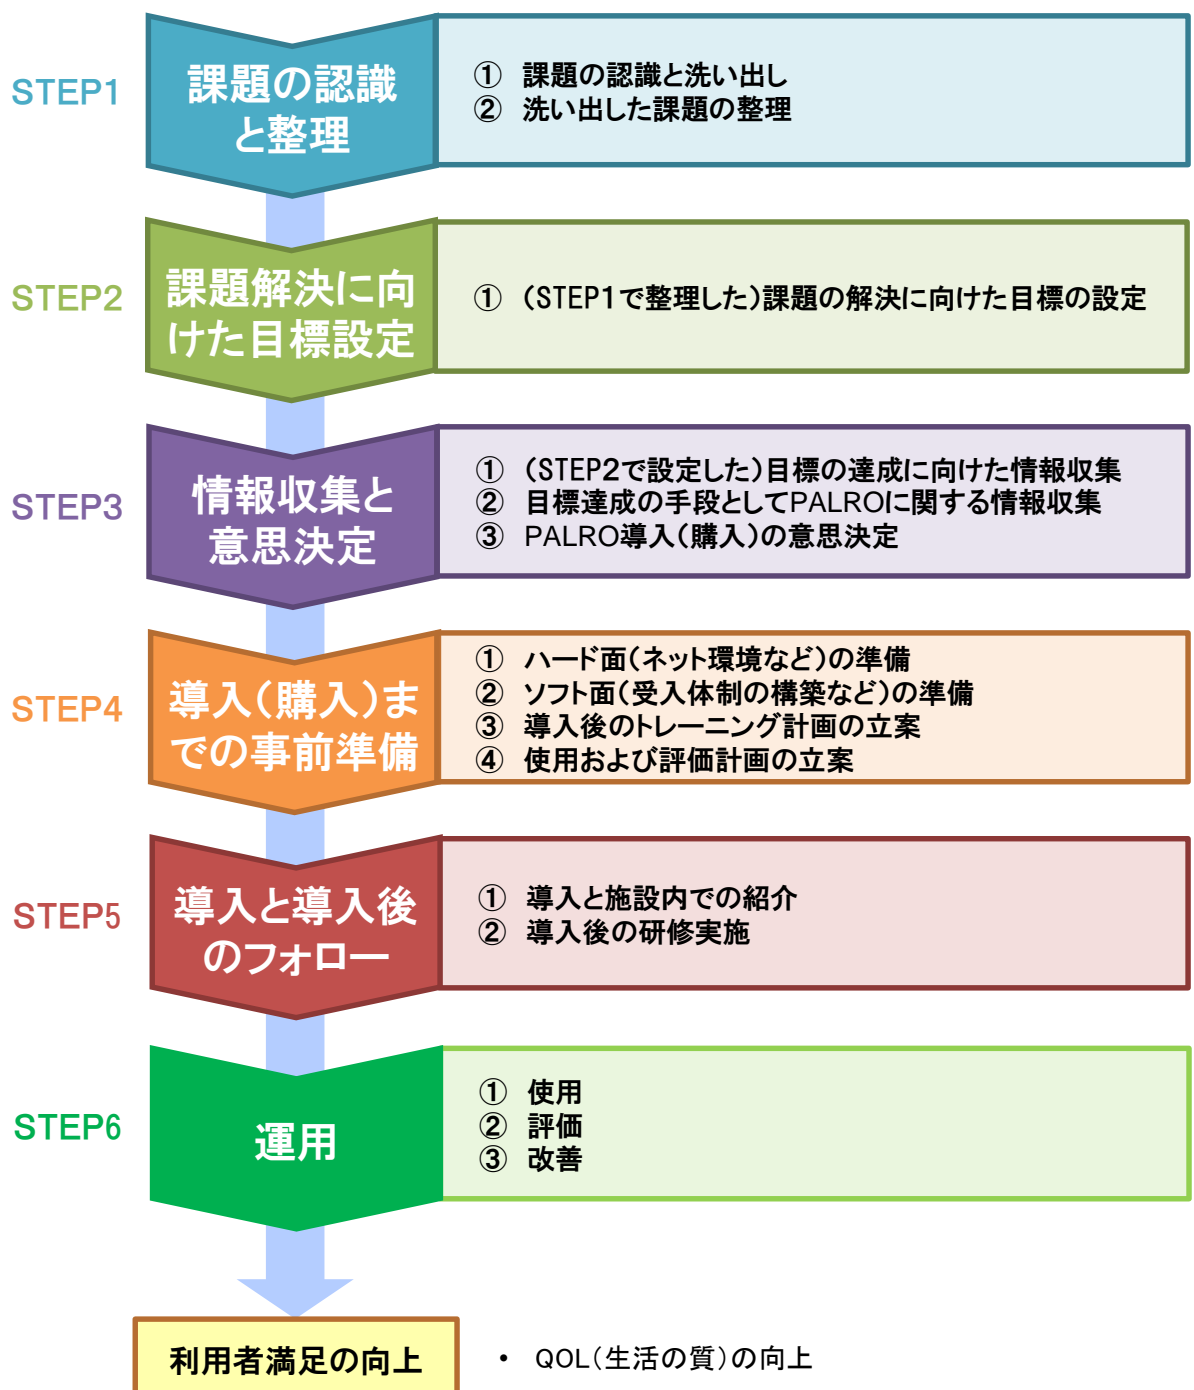 STEP1
課題の認識
と整理
① 課題の認識と洗い出し
② 洗い出した課題の整理
STEP2
課題解決に向
けた目標設定
① （STEP1で整理した）課題の解決に向けた目標の設定
STEP3
情報収集と
意思決定
① （STEP2で設定した）目標の達成に向けた情報収集
② 目標達成の手段としてPALROに関する情報収集
③ PALRO導入（購入）の意思決定
STEP4
導入（購入）ま
での事前準備
① ハード面（ネット環境など）の準備
② ソフト面（受入体制の構築など）の準備
③ 導入後のトレーニング計画の立案
④ 使用および評価計画の立案
STEP5
導入と導入後
のフォロー
① 導入と施設内での紹介
② 導入後の研修実施
STEP6
運用
① 使用
② 評価
③ 改善
利用者満足の向上
• QOL（生活の質）の向上